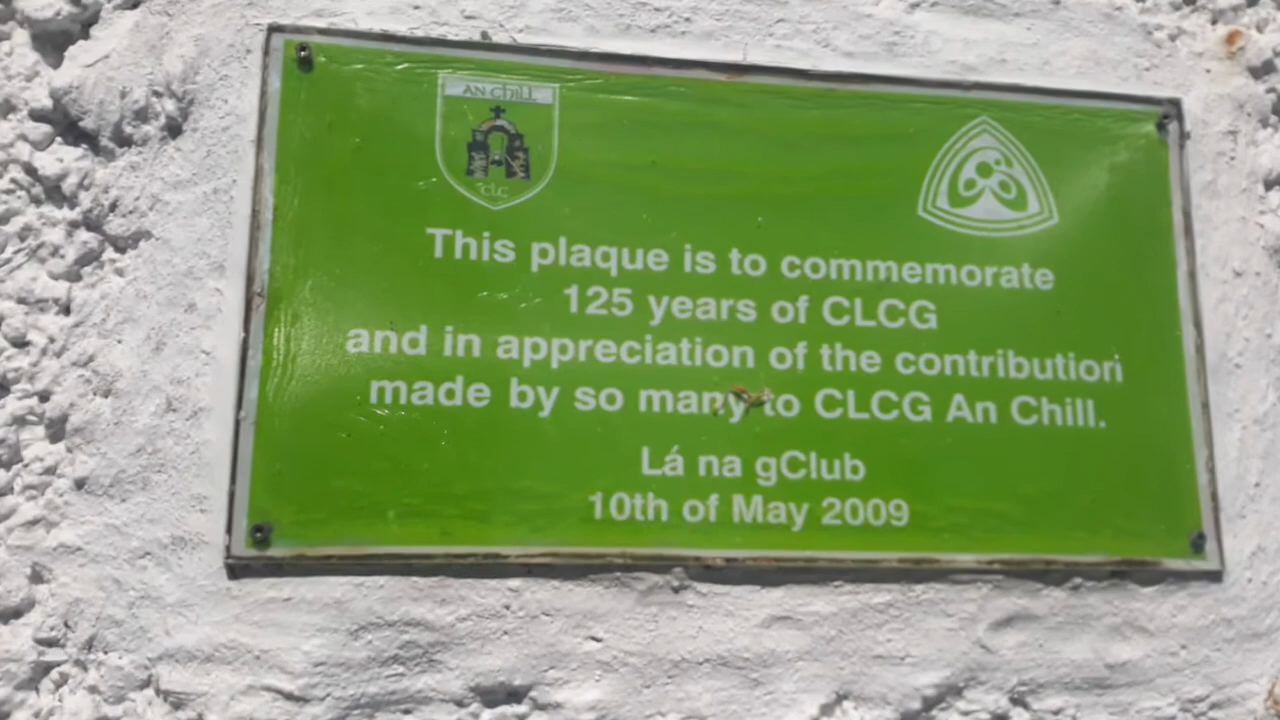 AN CHILL
CLC
This plaque is to commemorate
125 years of CLCG
and in appreciation of the contribution
made by so many to CLCG An Chill.
Lá na gClub
10th of May 2009